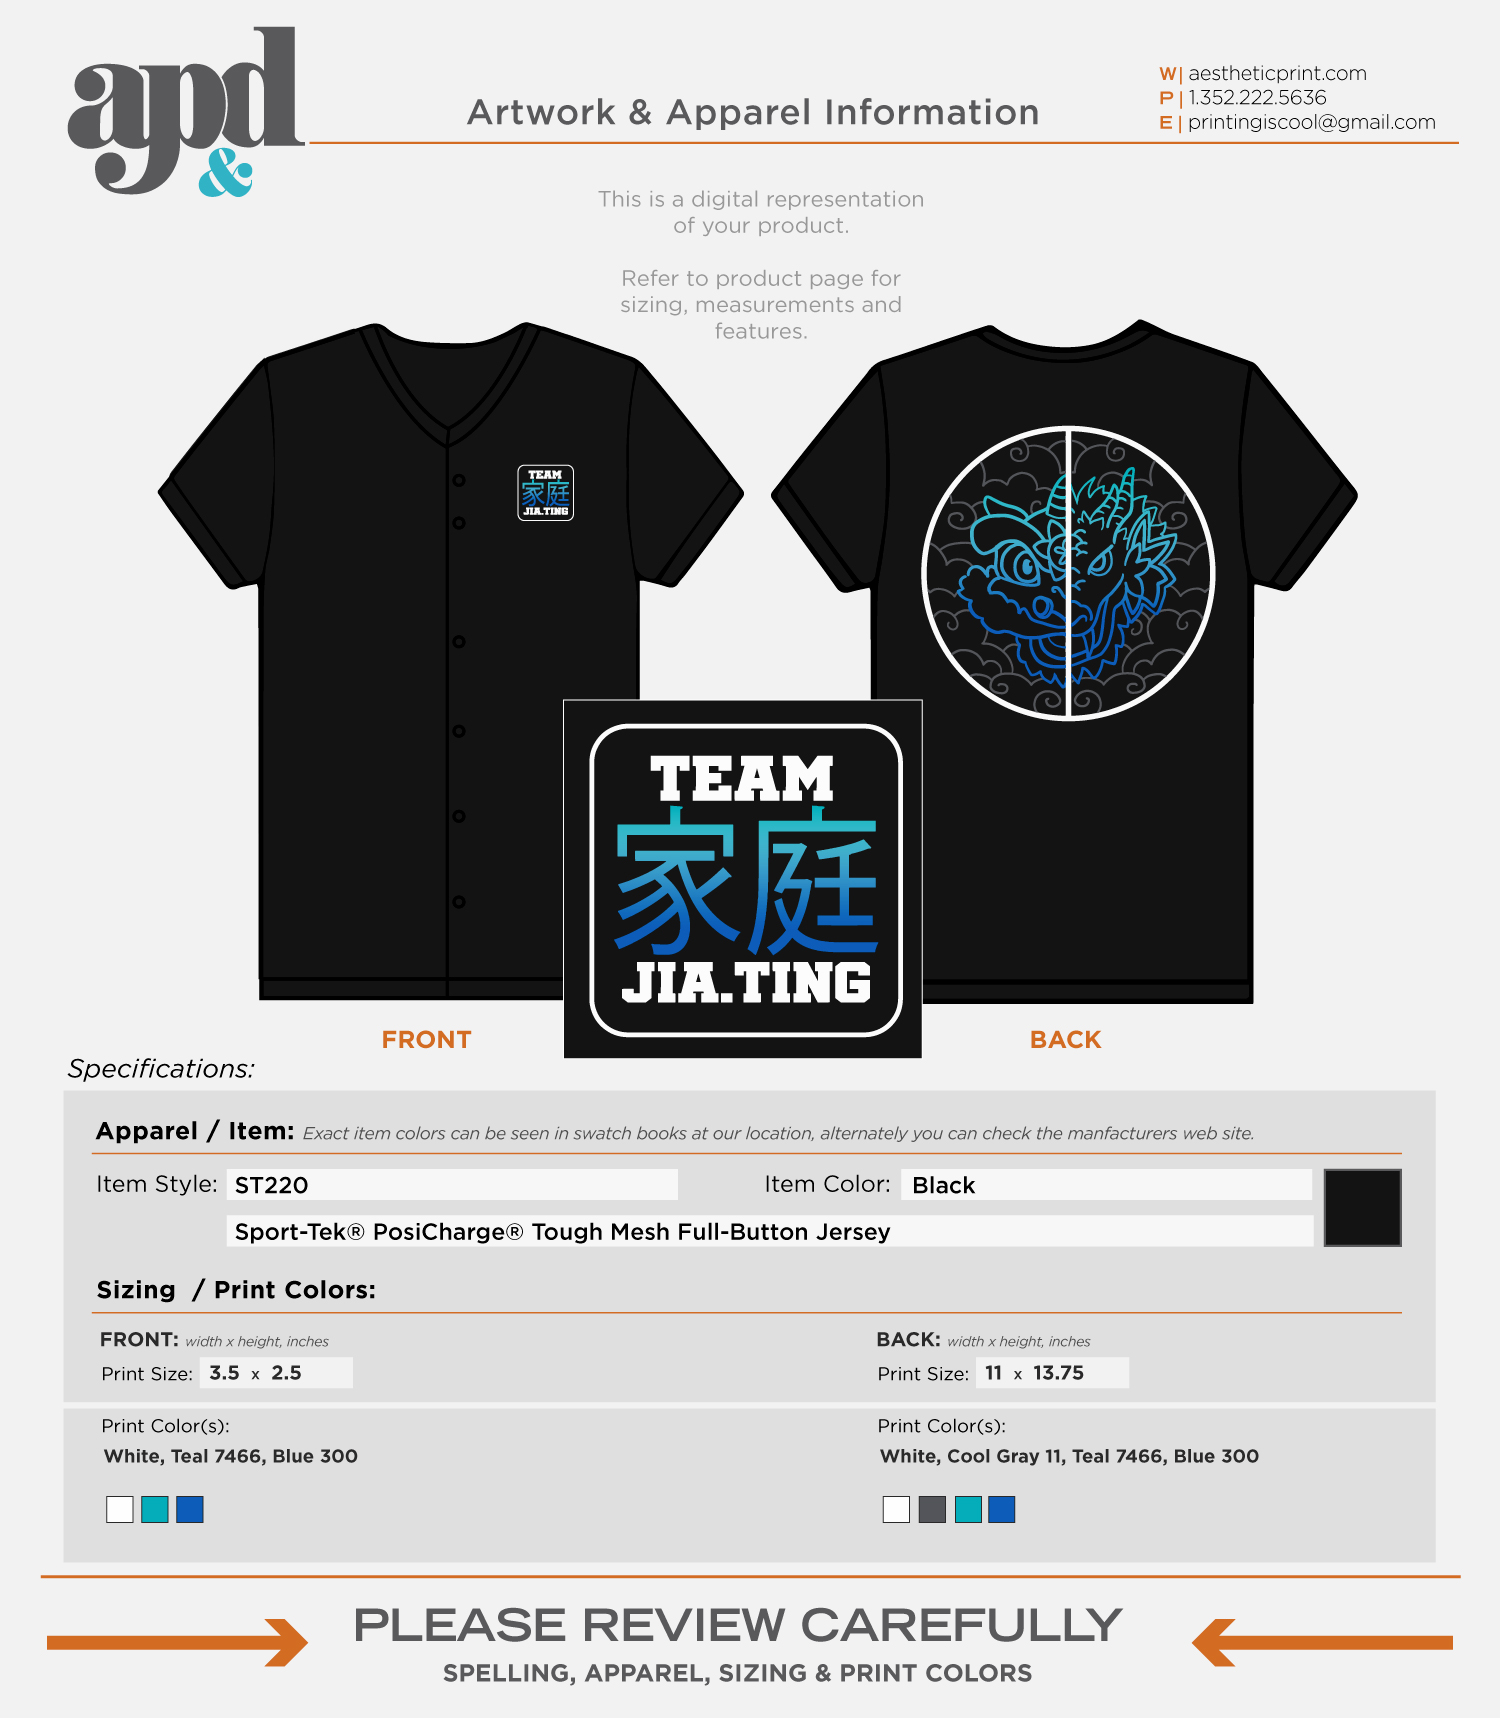 apd
&
Artwork & Apparel Information
W| aestheticprint.com
P | 1.352.222.5636
E | printingiscool@gmail.com
This is a digital representation
of your product.
Refer to product page for
sizing, measurements and
features.
TEAM
家庭
JIA.TING
TEAM
家庭
JIA.TING
FRONT
BACK
Specifications:
Apparel / Item: Exact item colors can be seen in swatch books at our location, alternately you can check the manfacturers web site.
Item Style: ST220
Item Color: Black
Sport-Tek® PosiCharge® Tough Mesh Full-Button Jersey
Sizing / Print Colors:
FRONT: width x height, inches
Print Size: 3.5 x 2.5
BACK: width x height, inches
Print Size: 11 x 13.75
Print Color(s):
White, Teal 7466, Blue 300
Print Color(s):
White, Cool Gray 11, Teal 7466, Blue 300
PLEASE REVIEW CAREFULLY
SPELLING, APPAREL, SIZING & PRINT COLORS